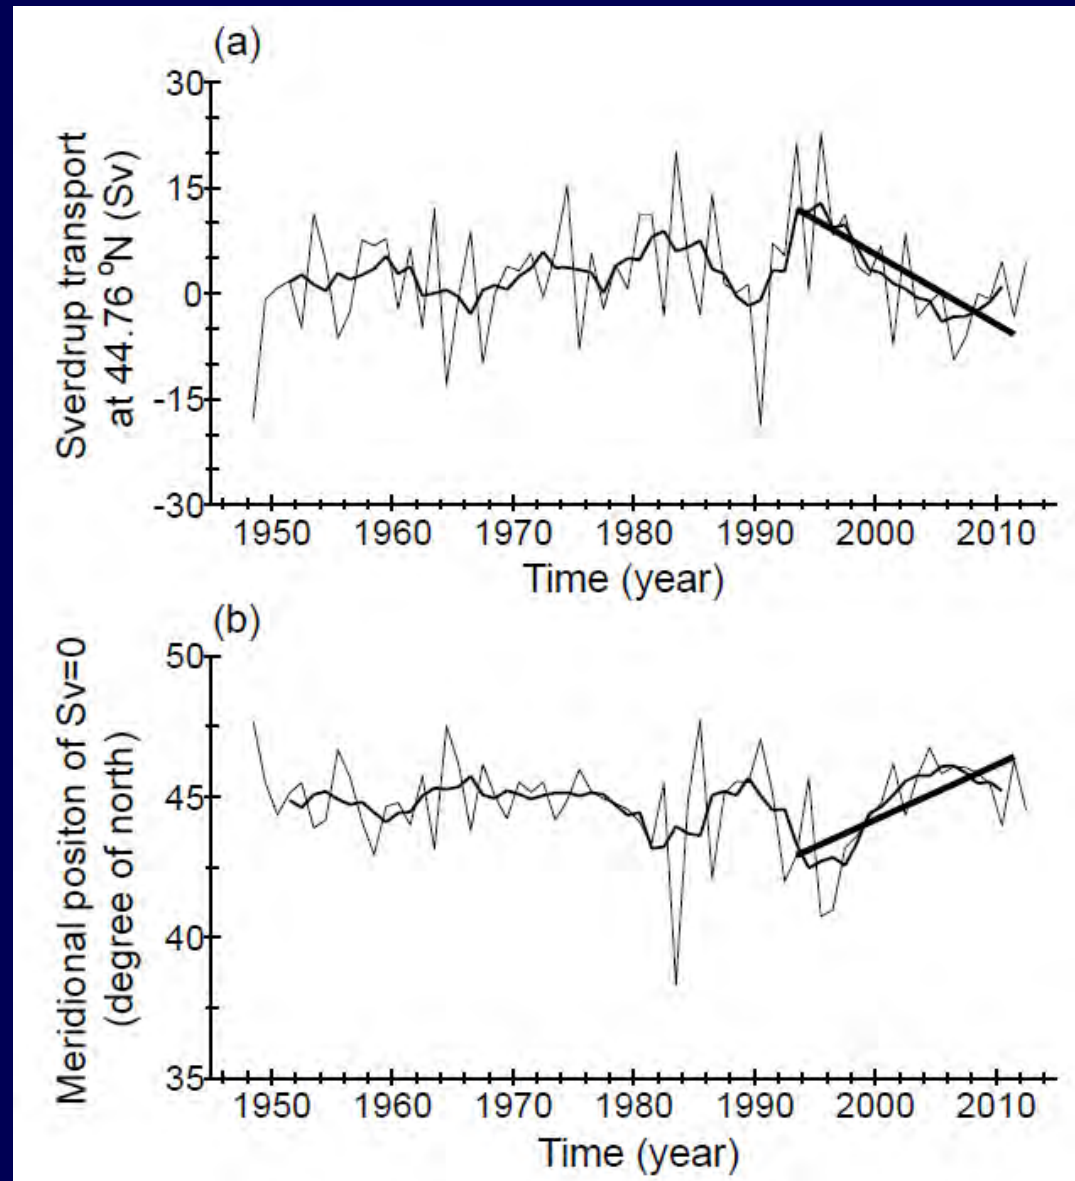 (a)
Sverdrup transport
at 44.76 °N (Sv)
30
15
0
-15
-30
1950 1960 1970 1980 1990 2000 2010
Time (year)
(b)
Meridional positon of Sv=0
(degree of north)
50
45
40
35
1950 1960 1970 1980 1990 2000 2010
Time (year)